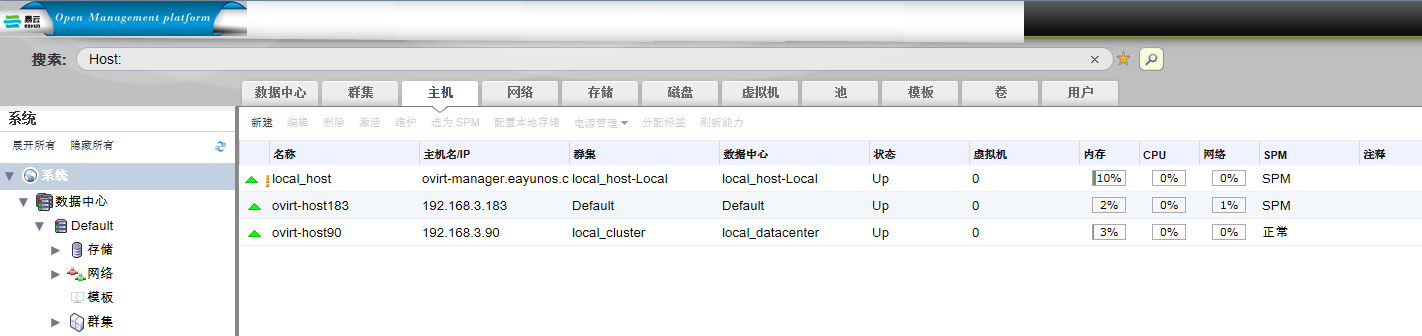 易云
eayun
Open Management platform
搜索: Host:
数据中心 群集 主机 网络 存储 磁盘 虚拟机 池 模板 卷 用户
系统
新建 编辑 删除 激活 维护 选为 SPM 配置本地存储 电源管理 分配标签 刷新能力
展开所有 隐藏所有
名称 主机名/IP 群集 数据中心 状态 虚拟机 内存 CPU 网络 SPM 注释
系统
local_host ovirt-manager.eayunos.c local_host-Local local_host-Local Up 0 10% 0% 0% SPM
数据中心
ovirt-host183 192.168.3.183 Default Default Up 0 2% 0% 1% SPM
Default
ovirt-host90 192.168.3.90 local_cluster local_datacenter Up 0 3% 0% 0% 正常
存储
网络
模板
群集